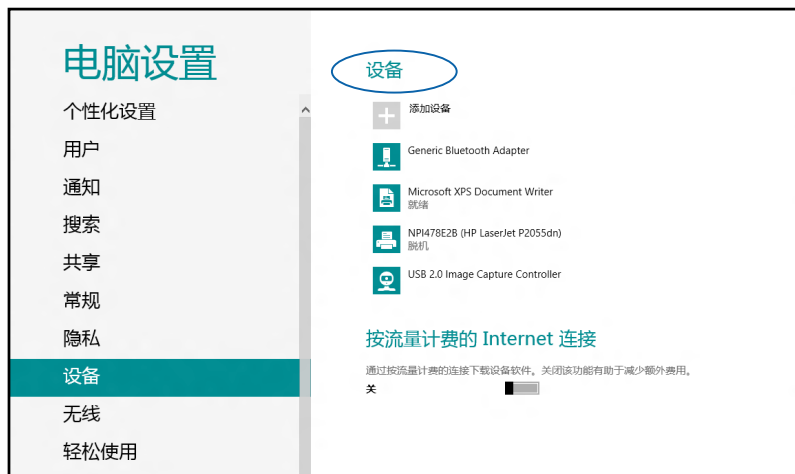 电脑设置
个性化设置
用户
通知
搜索
共享
常规
隐私
设备
无线
轻松使用
设备
添加设备
Generic Bluetooth Adapter
Microsoft XPS Document Writer
就绪
NPI478E2B (HP LaserJet P2055dn)
脱机
USB 2.0 Image Capture Controller
按流量计费的 Internet 连接
通过按流量计费的连接下载设备软件。关闭该功能有助于减少额外费用。
关